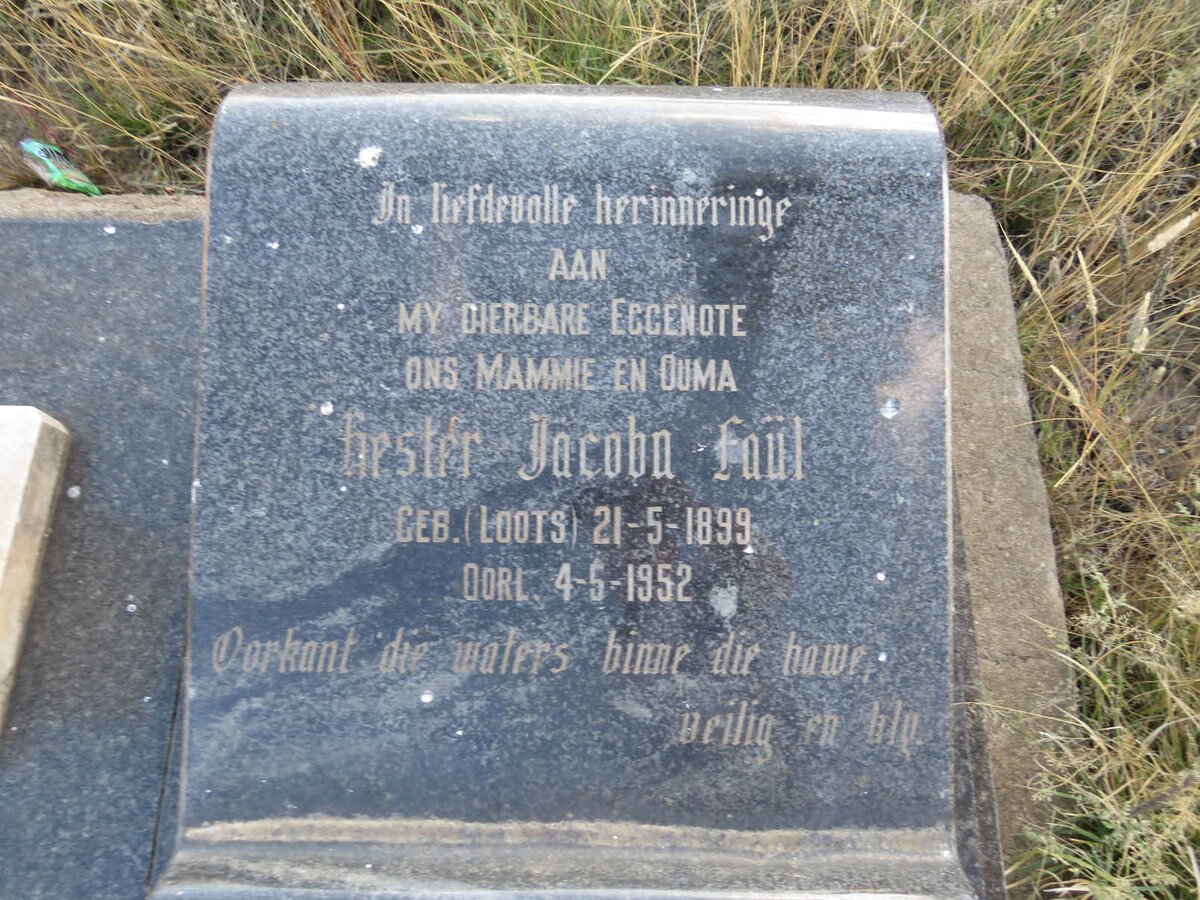 In liefdevolle herinneringe
AAN
MY DIERBARE EGGENOTE
ONS MAMMIE EN OUMA
Hester Jacoba Faül
GEB. (LOOTS) 21-5-1899
OORL. 4-5-1952
Oorkant die waters binne die hawe,
veilig en bly.